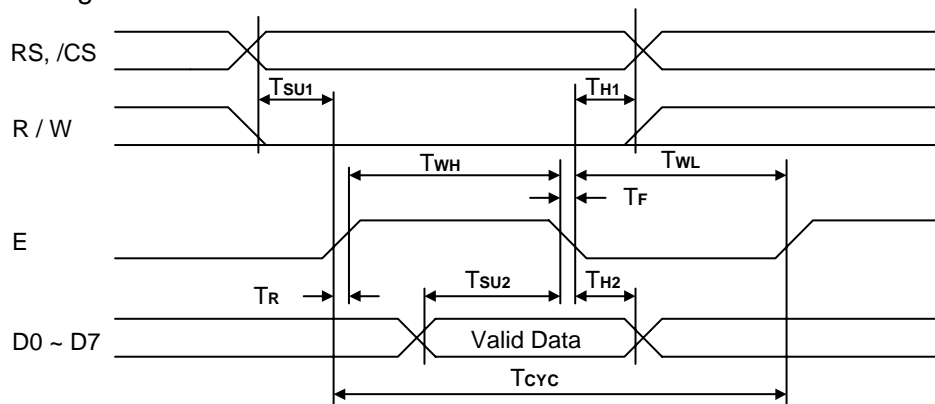 RS, /CS
TSU1
TH1
R / W
TWH
TWL
TF
E
TR
TSU2
TH2
D0 ~ D7
Valid Data
TCYC